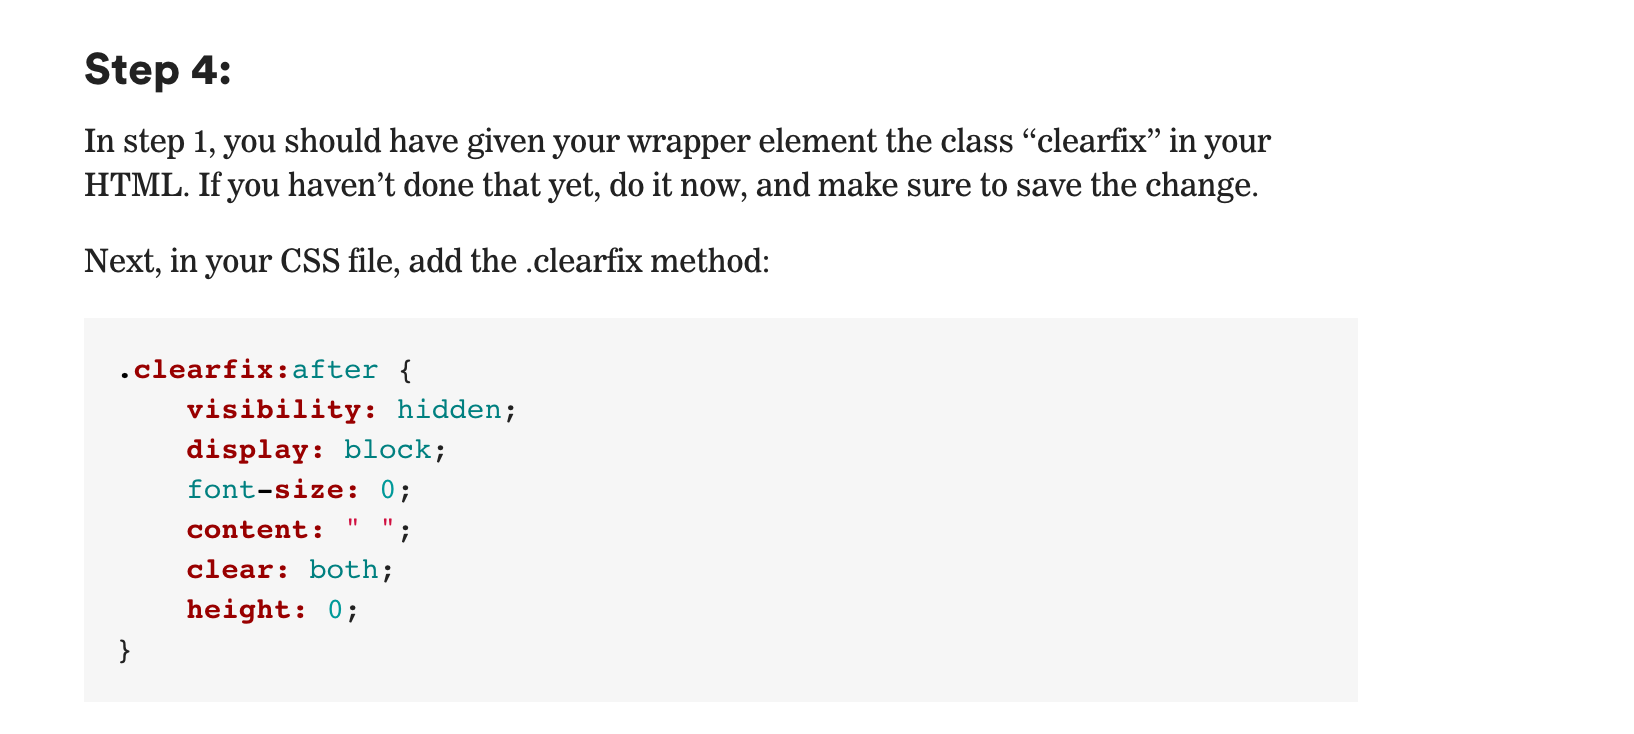 Step 4:
In step 1, you should have given your wrapper element the class “clearfix” in your
HTML. If you haven’t done that yet, do it now, and make sure to save the change.
Next, in your CSS file, add the .clearfix method:
.clearfix:after {
    visibility: hidden;
    display: block;
    font-size: 0;
    content: " ";
    clear: both;
    height: 0;
}